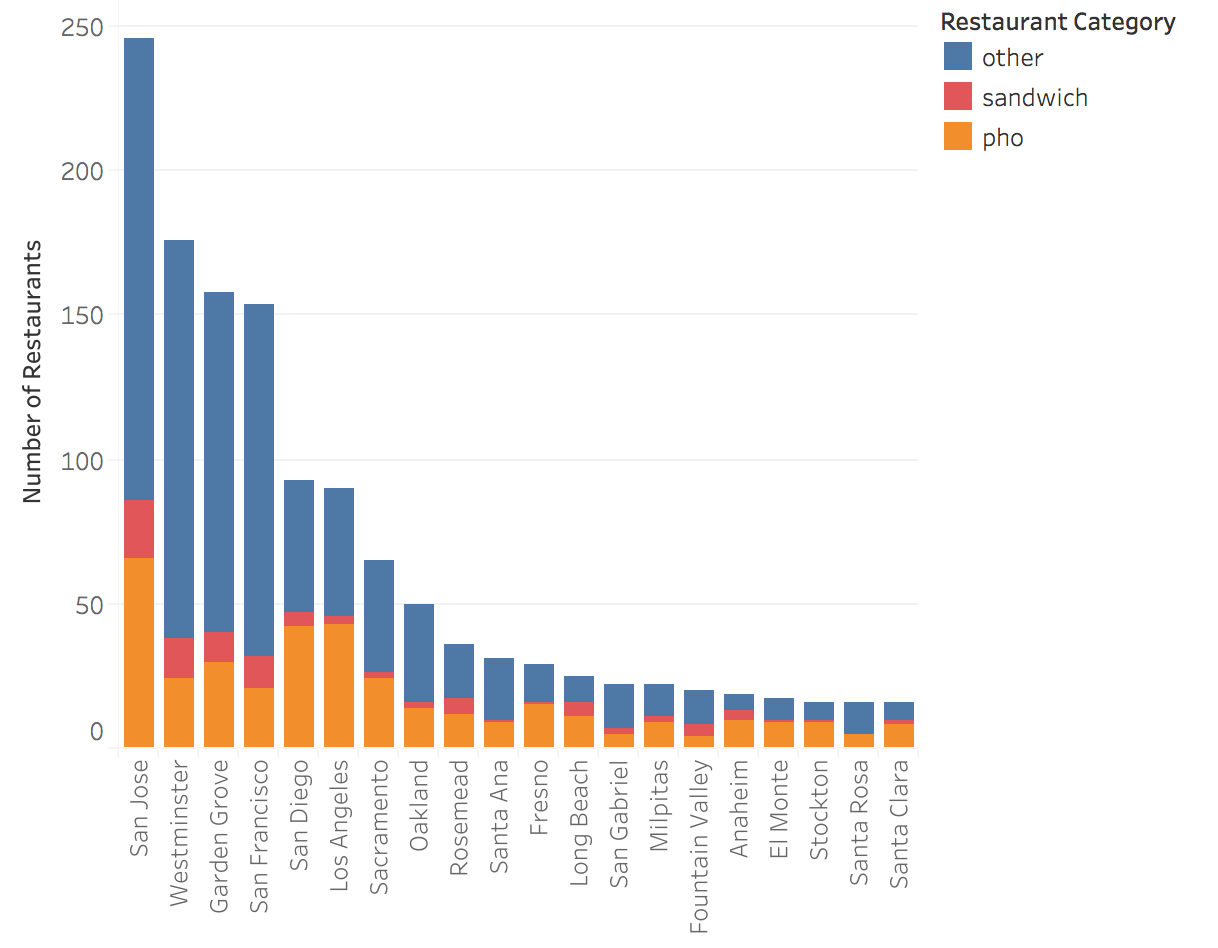 Restaurant Category
other
sandwich
pho
Number of Restaurants
250
200
150
100
50
0
San Jose
Westminster
Garden Grove
San Francisco
San Diego
Los Angeles
Sacramento
Oakland
Rosemead
Santa Ana
Fresno
Long Beach
San Gabriel
Milpitas
Fountain Valley
Anaheim
El Monte
Stockton
Santa Rosa
Santa Clara